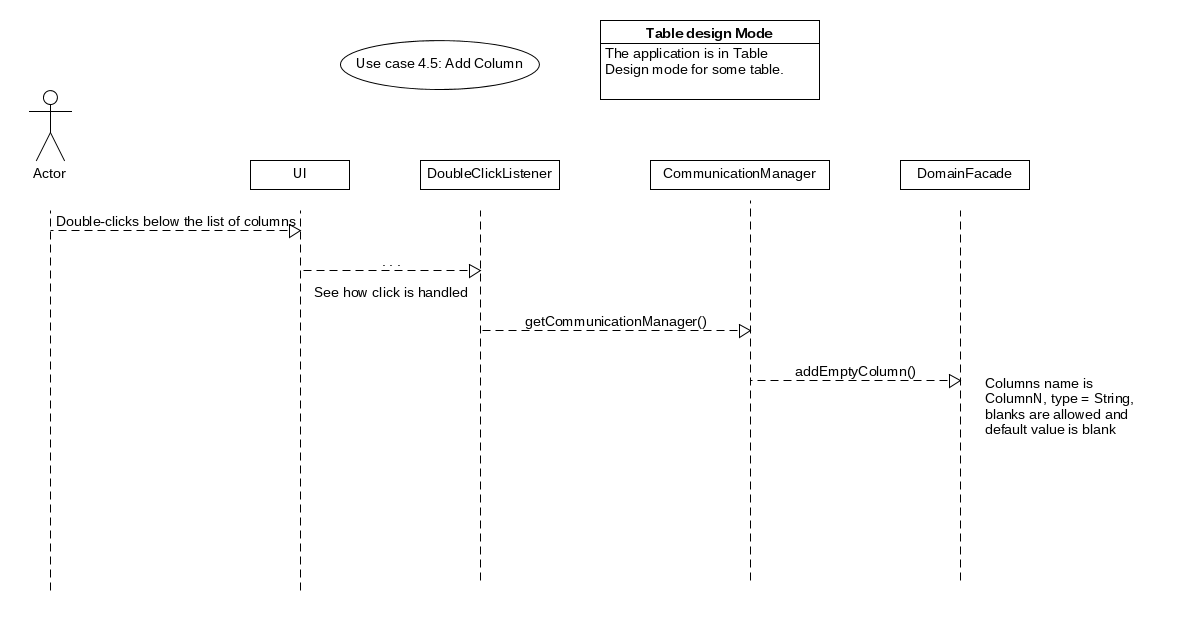 Table design Mode
The application is in Table
Design mode for some table.
Use case 4.5: Add Column
Actor
UI
DoubleClickListener
CommunicationManager
DomainFacade
Double-clicks below the list of columns
. . .
See how click is handled
getCommunicationManager()
addEmptyColumn()
Columns name is
ColumnN, type = String,
blanks are allowed and
default value is blank